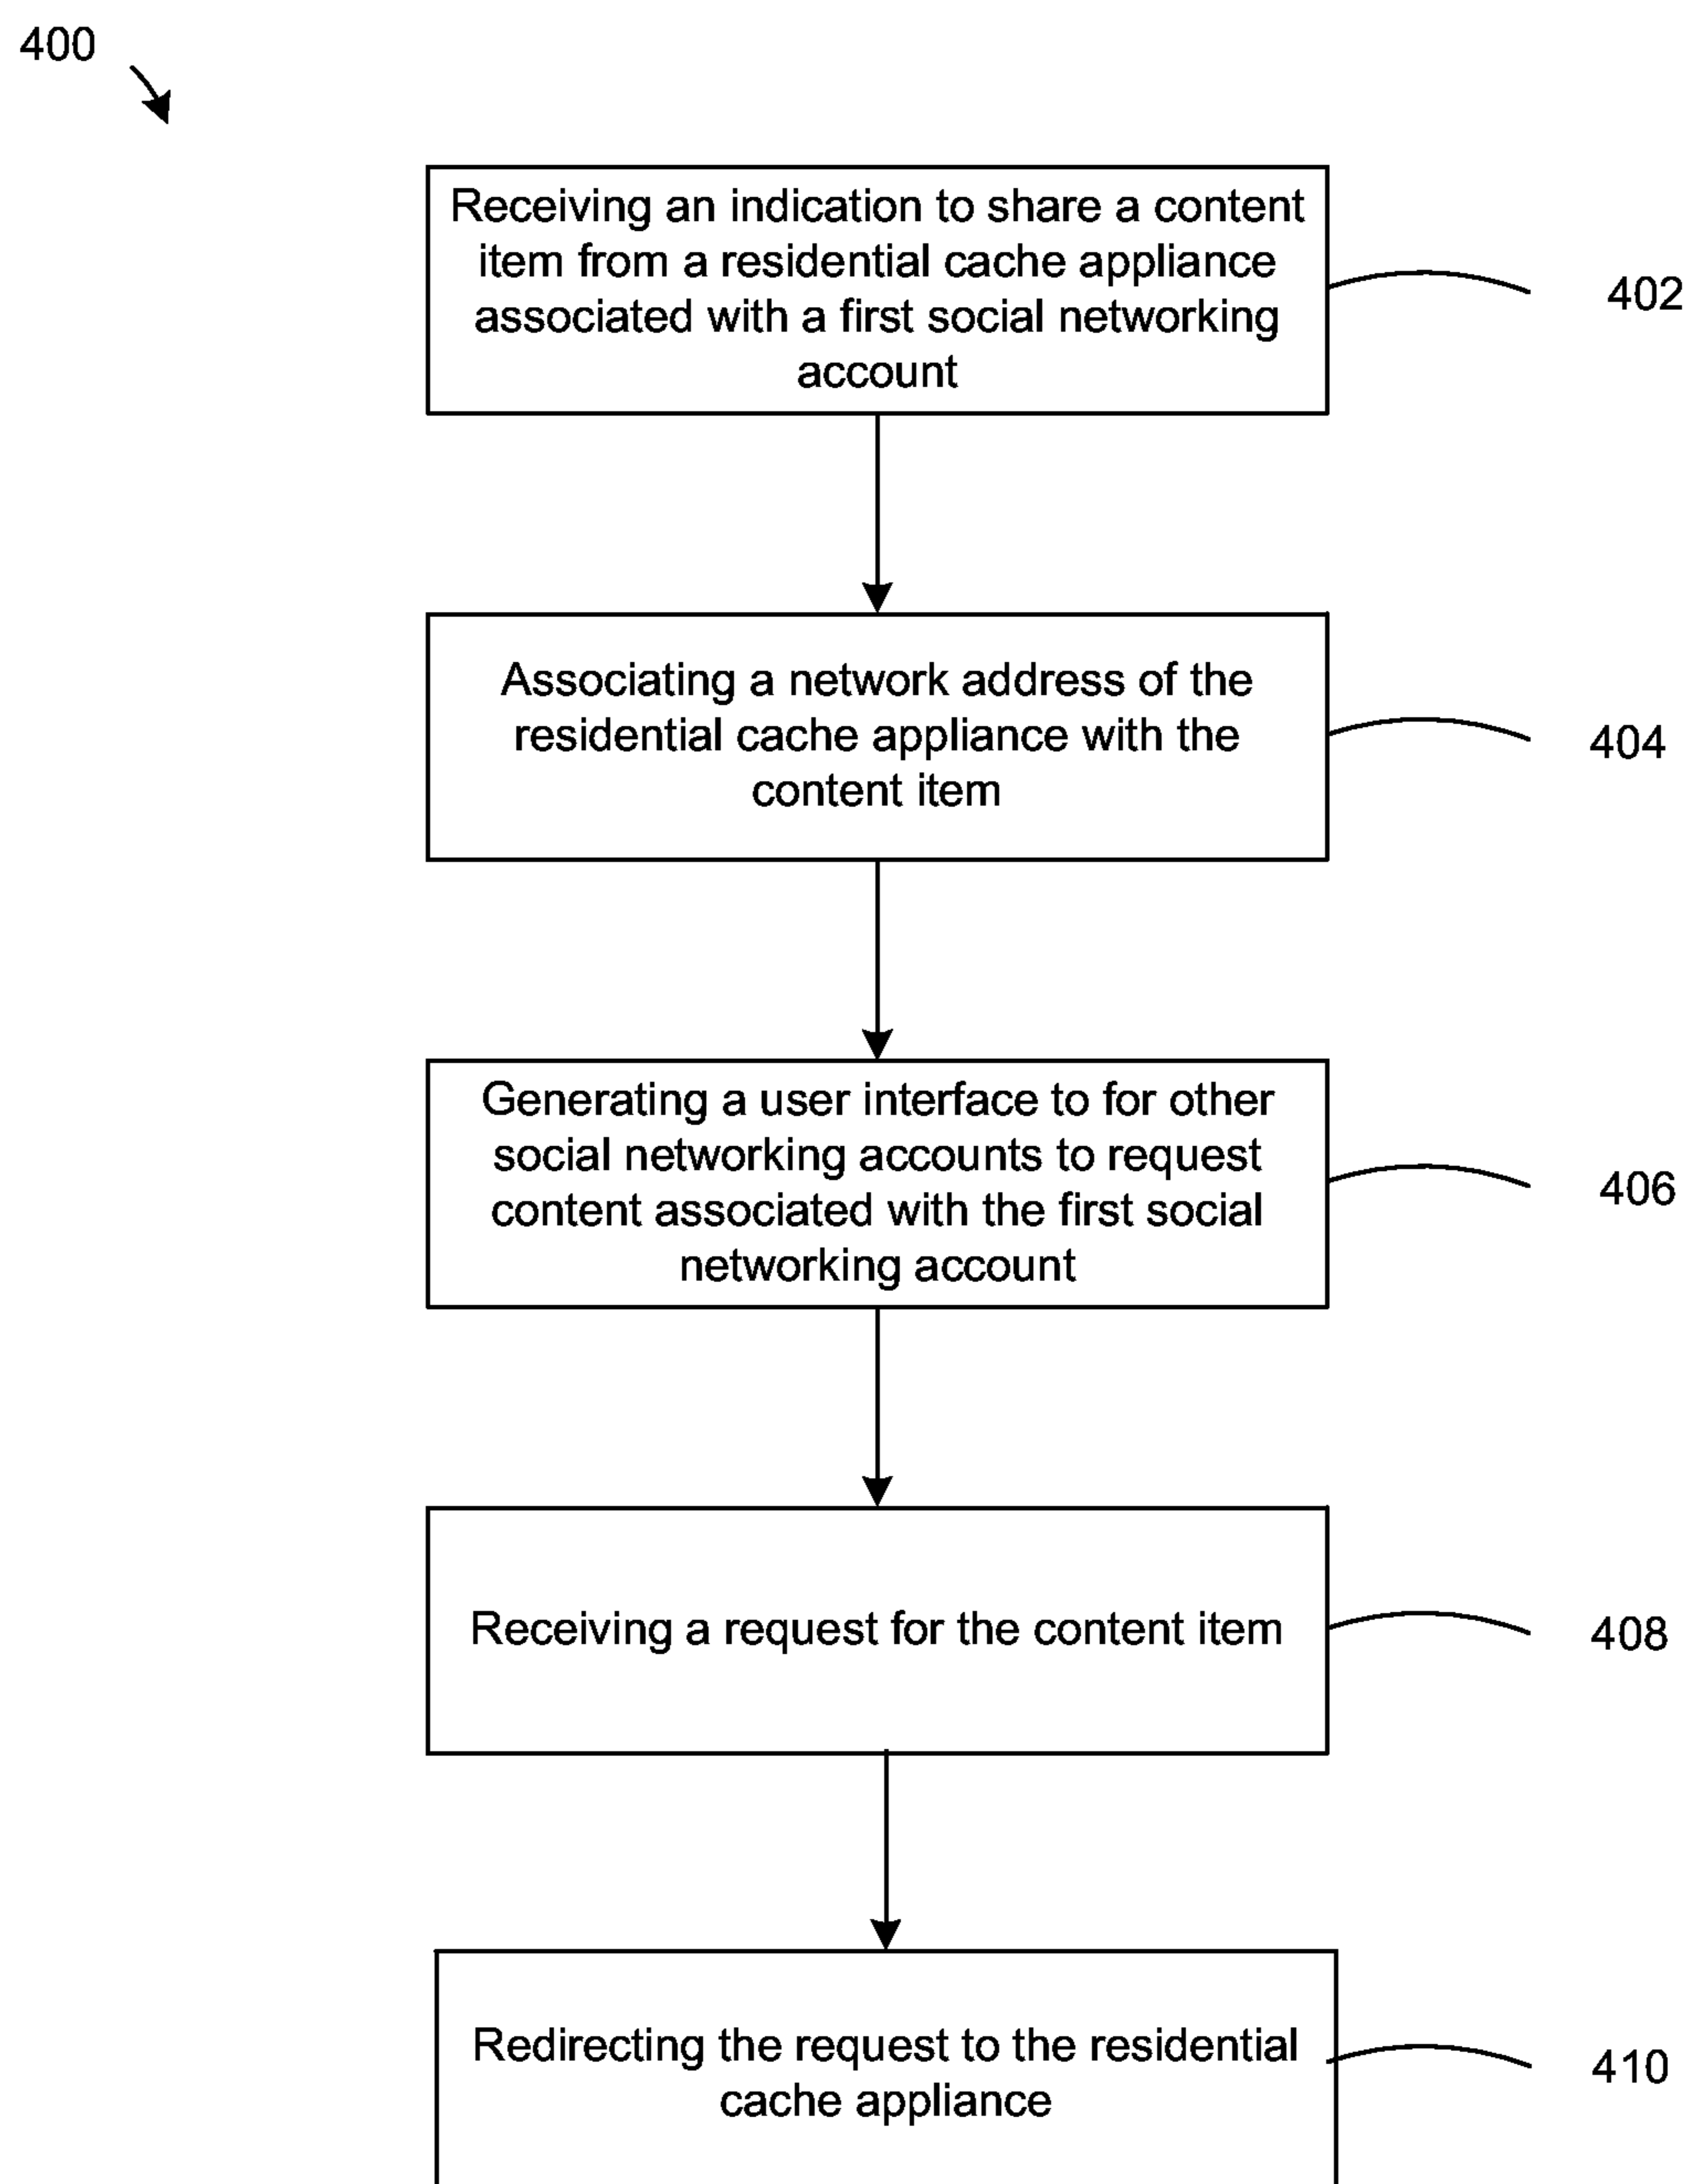 400
Receiving an indication to share a content
item from a residential cache appliance
associated with a first social networking
account
402
Associating a network address of the
residential cache appliance with the
content item
404
Generating a user interface to for other
social networking accounts to request
content associated with the first social
networking account
406
Receiving a request for the content item
408
Redirecting the request to the residential
cache appliance
410